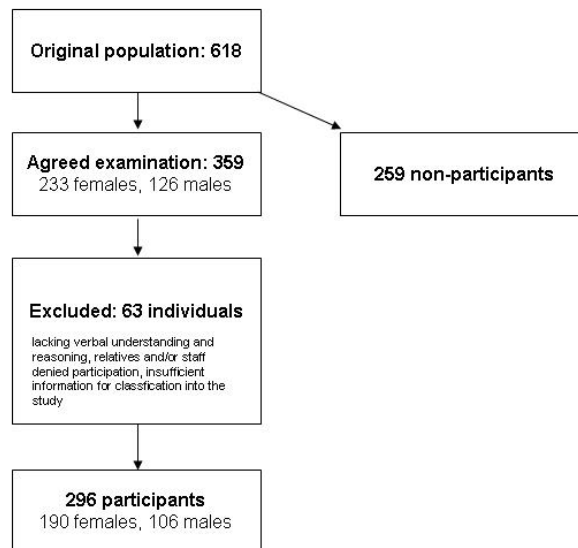 Original population: 618
Agreed examination: 359
233 females, 126 males
259 non-participants
Excluded: 63 individuals
lacking verbal understanding and
reasoning, relatives and/or staff
denied participation, insufficient
information for classfication into the
study
296 participants
190 females, 106 males